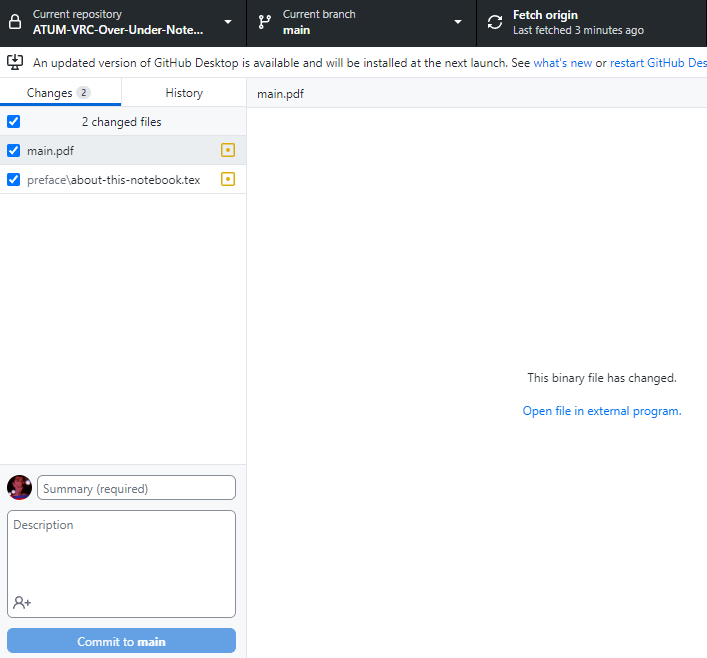 Current repository
ATUM-VRC-Over-Under-Note...
Current branch
main
Fetch origin
Last fetched 3 minutes ago
An updated version of GitHub Desktop is available and will be installed at the next launch. See what's new or restart GitHub Des
Changes 2
History
main.pdf
2 changed files
main.pdf
preface\about-this-notebook.tex
This binary file has changed.
Open file in external program.
Summary (required)
Description
Commit to main